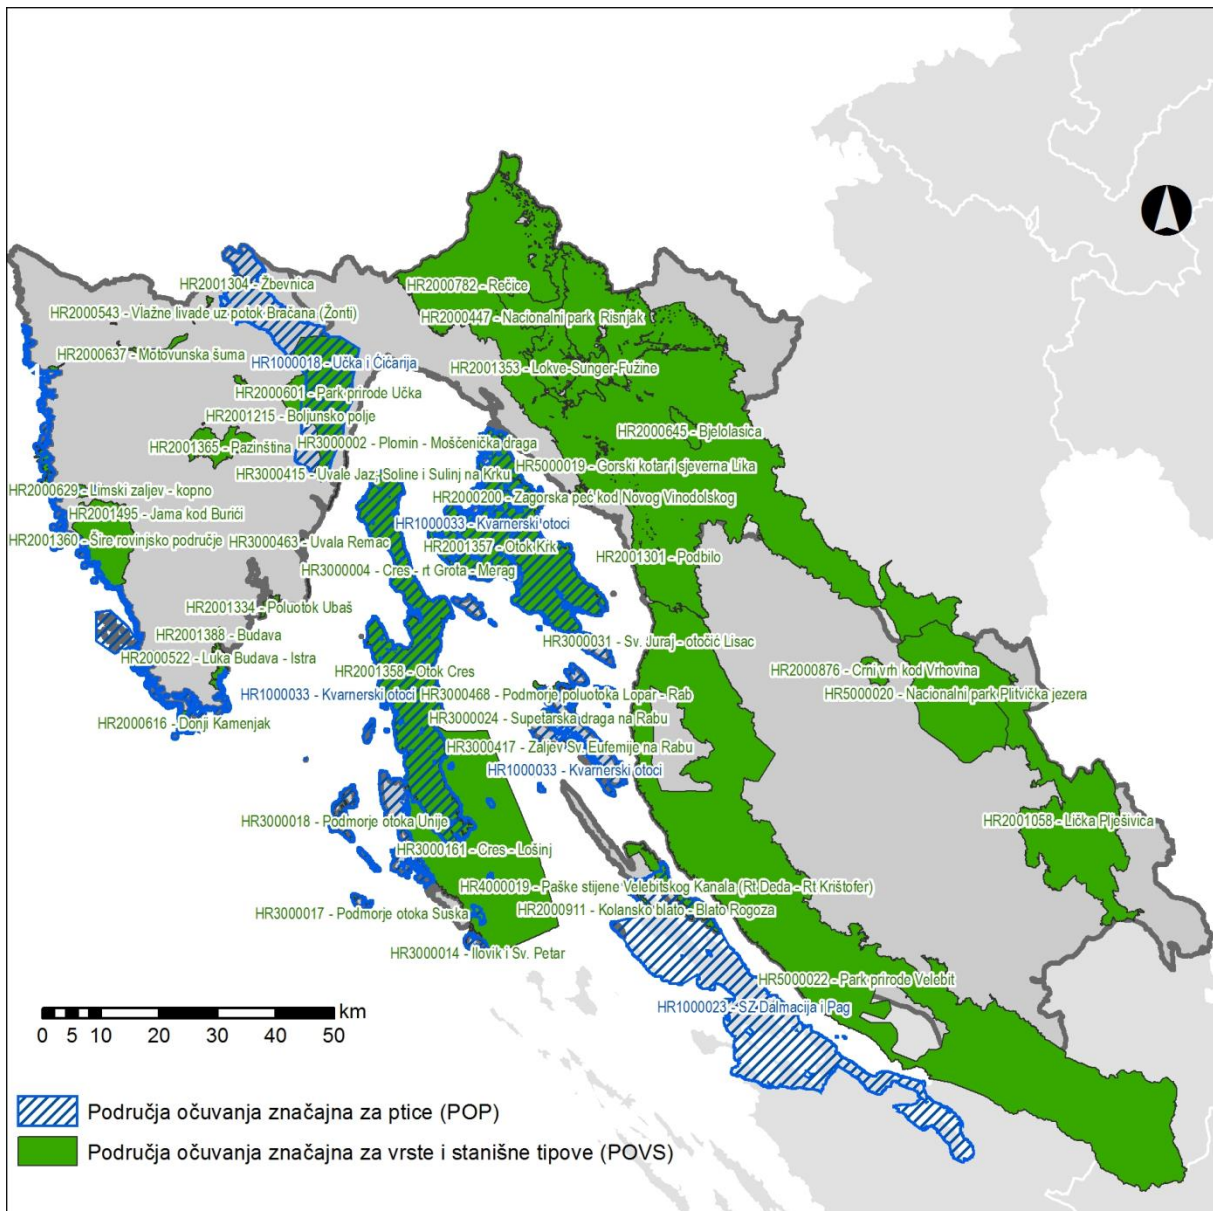 HR2001304 - Žbevnica
HR2000782 - Rečice
HR2000543 - Vlažne livade uz potok Bračana (Žonti)
HR2000447 - Nacionalni park Risnjak
HR2000637 - Motovunska šuma
HR1000018 - Učka i Ćićarija
HR2001353 - Lokve-Sunger-Fužine
HR2000601 - Park prirode Učka
HR2001215 - Boljunsko polje
HR2000645 - Bjelolasica
HR2001365 - Pazinština
HR3000002 - Plomin - Moščenička draga
HR5000019 - Gorski kotar i sjeverna Lika
HR3000415 - Uvale Jaz, Soline i Sulinj na Krku
HR2000629 - Limski zaljev - kopno
HR2000200 - Zagorska peć kod Novog Vinodolskog
HR2001495 - Jama kod Burići
HR1000033 - Kvarnerski otoci
HR2001360 - Šire rovinjsko područje
HR3000463 - Uvala Remac
HR2001357 - Otok Krk
HR2001301 - Podbilo
HR3000004 - Cres - rt Grota - Merag
HR2001334 - Poluotok Ubaš
HR2001388 - Budava
HR3000031 - Sv. Juraj - otočić Lisac
HR2000522 - Luka Budava - Istra
HR2001358 - Otok Cres
HR2000876 - Crni vrh kod Vrhovina
HR1000033 - Kvarnerski otoci
HR3000468 - Podmorje poluotoka Lopar - Rab
HR5000020 - Nacionalni park Plitvička jezera
HR2000616 - Donji Kamenjak
HR3000024 - Supetarska draga na Rabu
HR3000417 - Zaljev Sv. Eufemije na Rabu
HR1000033 - Kvarnerski otoci
HR3000018 - Podmorje otoka Unije
HR2001058 - Lička Plješivica
HR3000161 - Cres - Lošinj
HR4000019 - Paške stijene Velebitskog Kanala (Rt Deda - Rt Krištofer)
HR3000017 - Podmorje otoka Suska
HR2000911 - Kolansko blato - Blato Rogoza
HR3000014 - Ilovik i Sv. Petar
HR5000022 - Park prirode Velebit
HR1000023 - SZ Dalmacija i Pag
km
0 5 10 20 30 40 50
Područja očuvanja značajna za ptice (POP)
Područja očuvanja značajna za vrste i stanišne tipove (POVS)